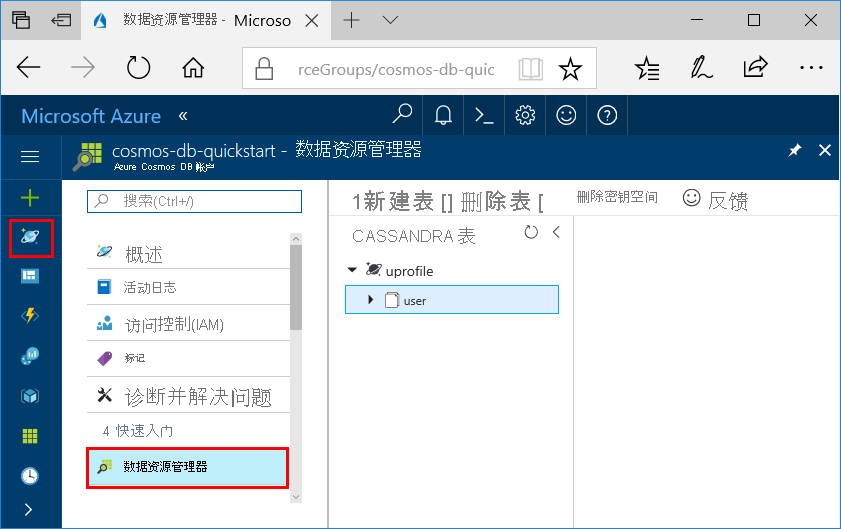 数据资源管理器 - Microso
rceGroups/cosmos-db-quic
Microsoft Azure «
cosmos-db-quickstart - 数据资源管理器
Azure Cosmos DB 帐户
搜索(Ctrl+/)
概述
活动日志
访问控制(IAM)
标记
诊断并解决问题
4 快速入门
数据资源管理器
1新建表 [] 删除表 [
删除密钥空间
反馈
CASSANDRA 表
uprofile
user